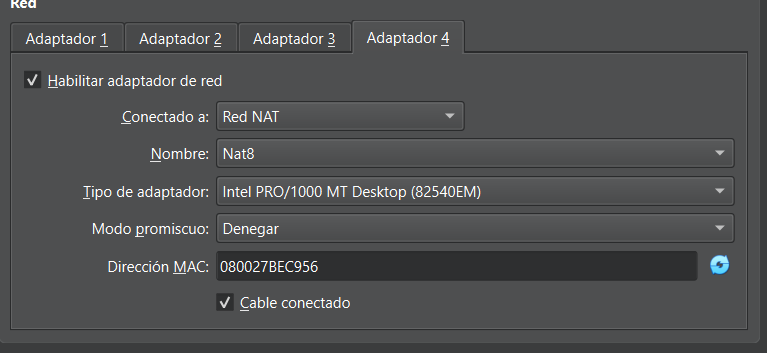 Red
Adaptador 1 Adaptador 2 Adaptador 3 Adaptador 4
Habilitar adaptador de red
Conectado a: Red NAT
Nombre: Nat8
Tipo de adaptador: Intel PRO/1000 MT Desktop (82540EM)
Modo promiscuo: Denegar
Dirección MAC: 080027BEC956
Cable conectado